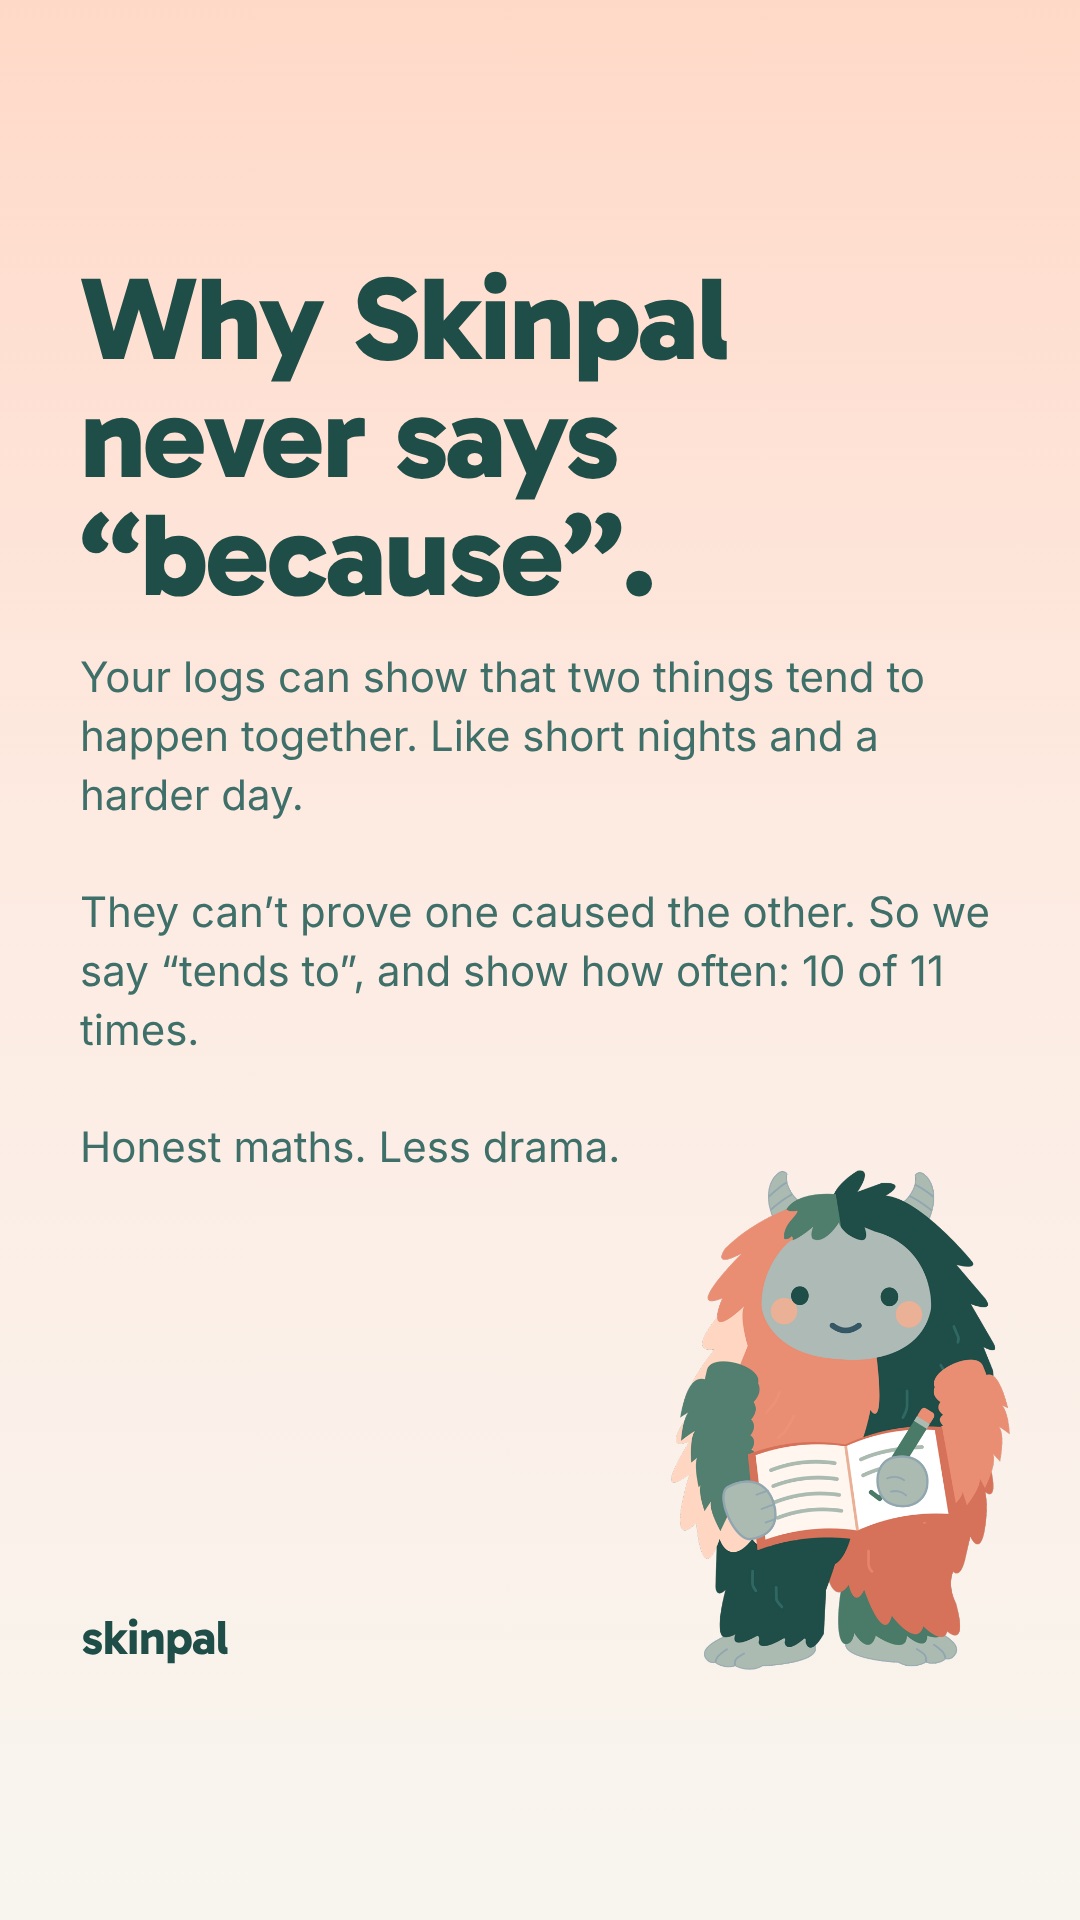 Why Skinpal
never says
“because”.
Your logs can show that two things tend to
happen together. Like short nights and a
harder day.
They can’t prove one caused the other. So we
say “tends to”, and show how often: 10 of 11
times.
Honest maths. Less drama.
skinpal